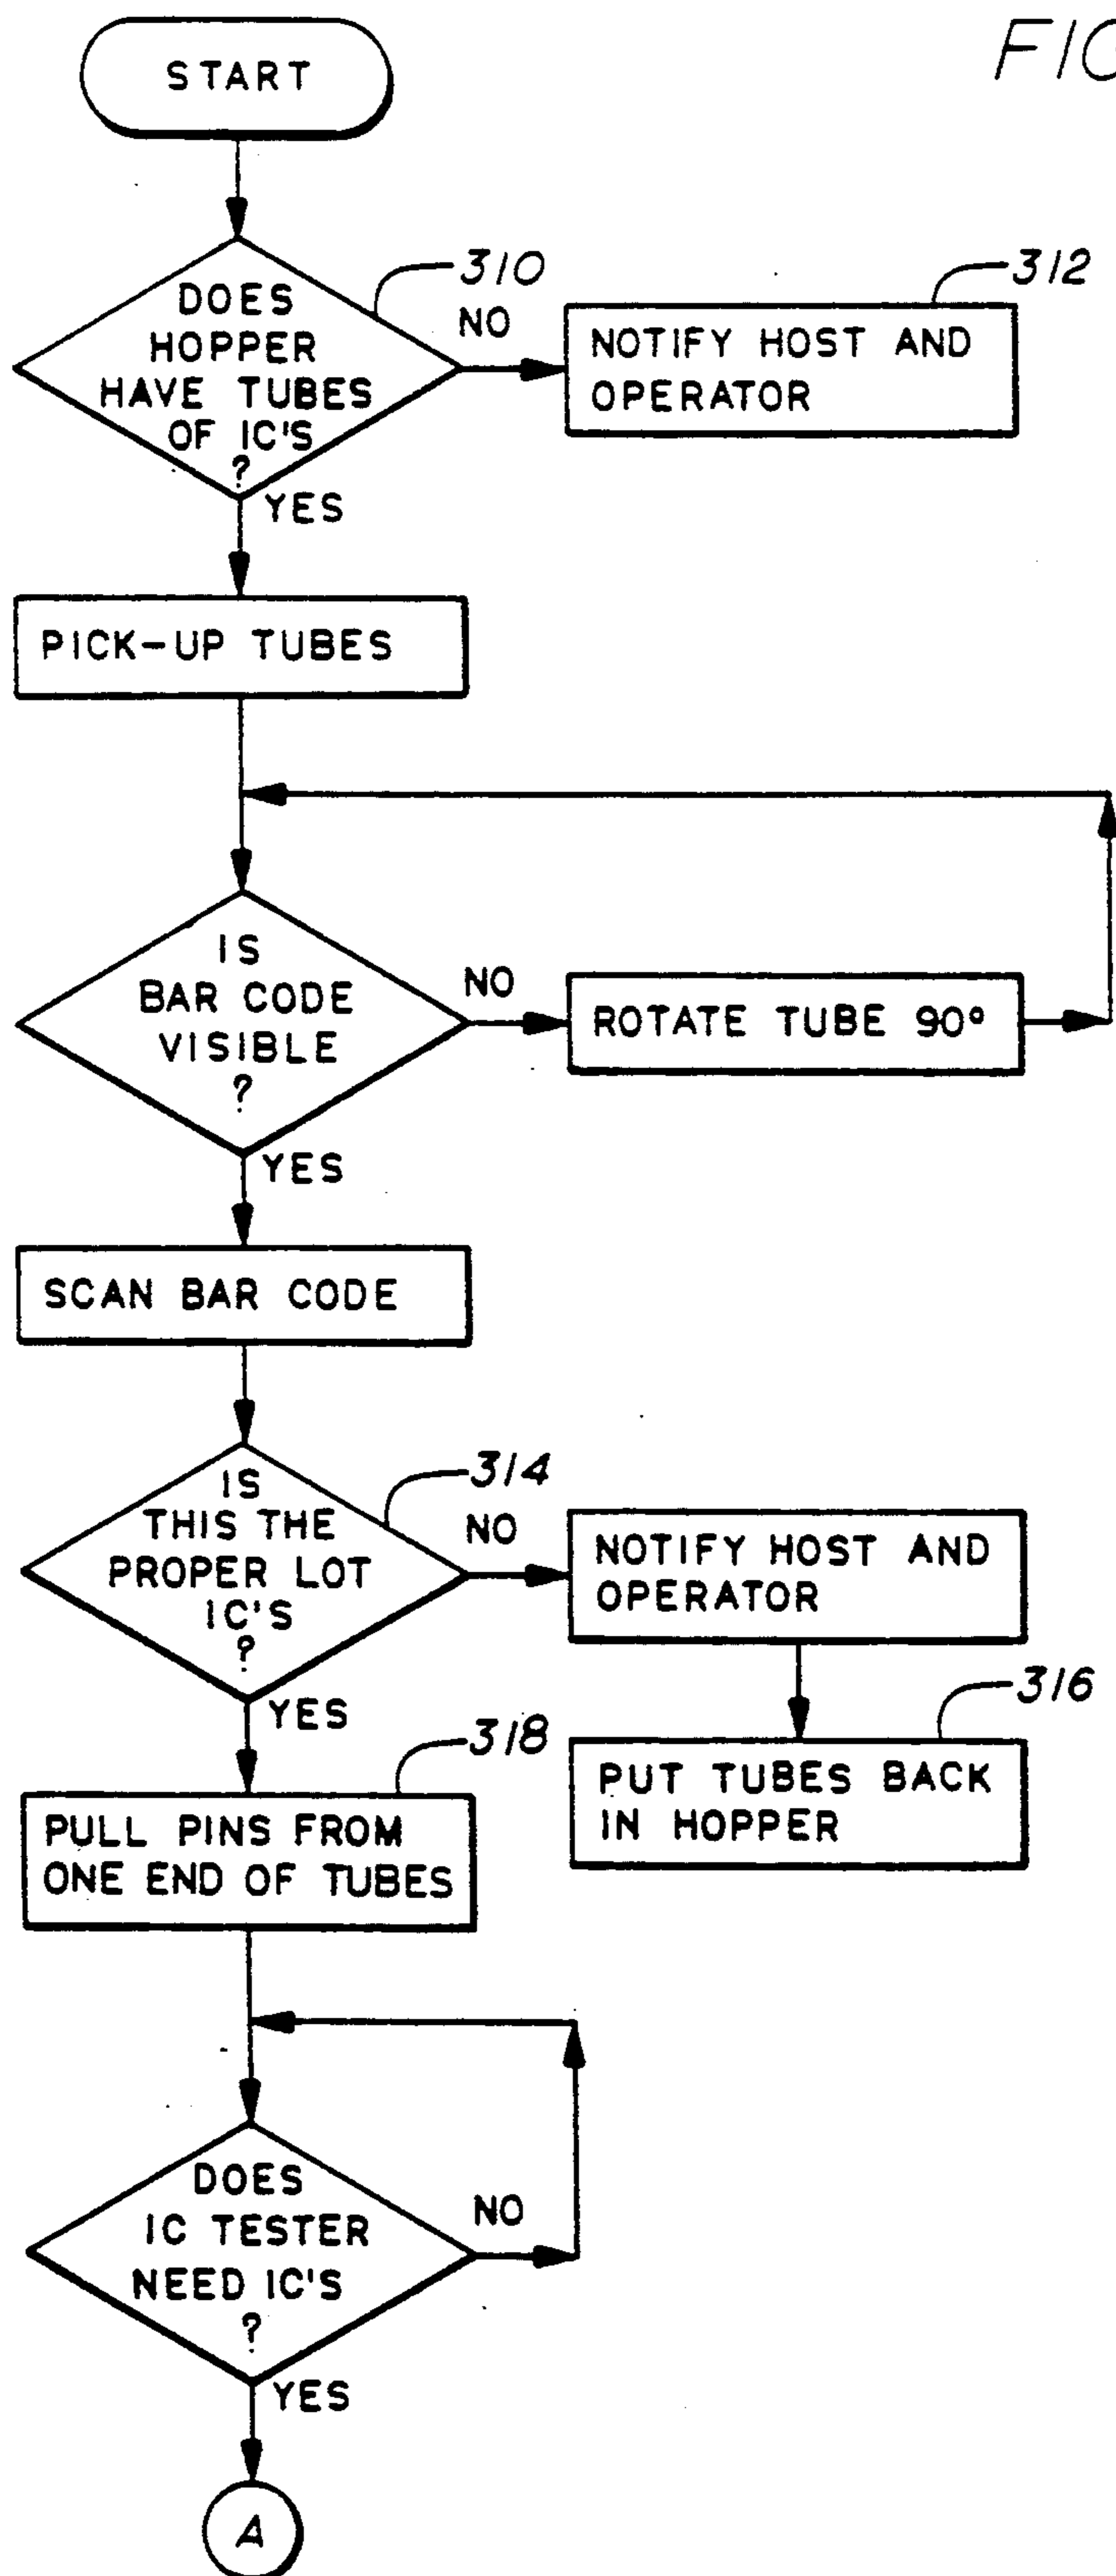 FIG
START
310
DOES
HOPPER
HAVE TUBES
OF IC'S
?
NO
312
NOTIFY HOST AND
OPERATOR
YES
PICK-UP TUBES
IS
BAR CODE
VISIBLE
?
NO
ROTATE TUBE 90°
YES
SCAN BAR CODE
314
IS
THIS THE
PROPER LOT
IC'S
?
NO
NOTIFY HOST AND
OPERATOR
316
PUT TUBES BACK
IN HOPPER
YES
318
PULL PINS FROM
ONE END OF TUBES
DOES
IC TESTER
NEED IC'S
?
NO
YES
A